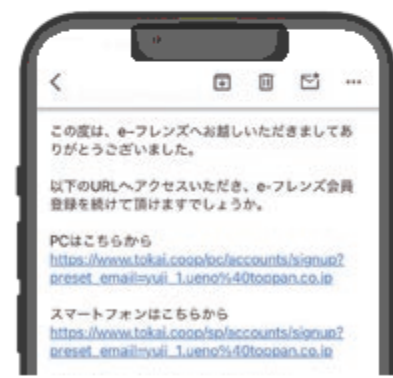 この度は、e-フレンズへお越しいただきましてあ
りがとうございました。
以下のURLへアクセスいただき、e-フレンズ会員
登録を続けて頂けますでしょうか。
PCはこちらから
https://www.tokai.coop/pc/accounts/signup?
preset_email=yuji_1.ueno%40toppan.co.jp
スマートフォンはこちらから
https://www.tokai.coop/sp/accounts/signup?
preset_email=yuji_1.ueno%40toppan.co.jp